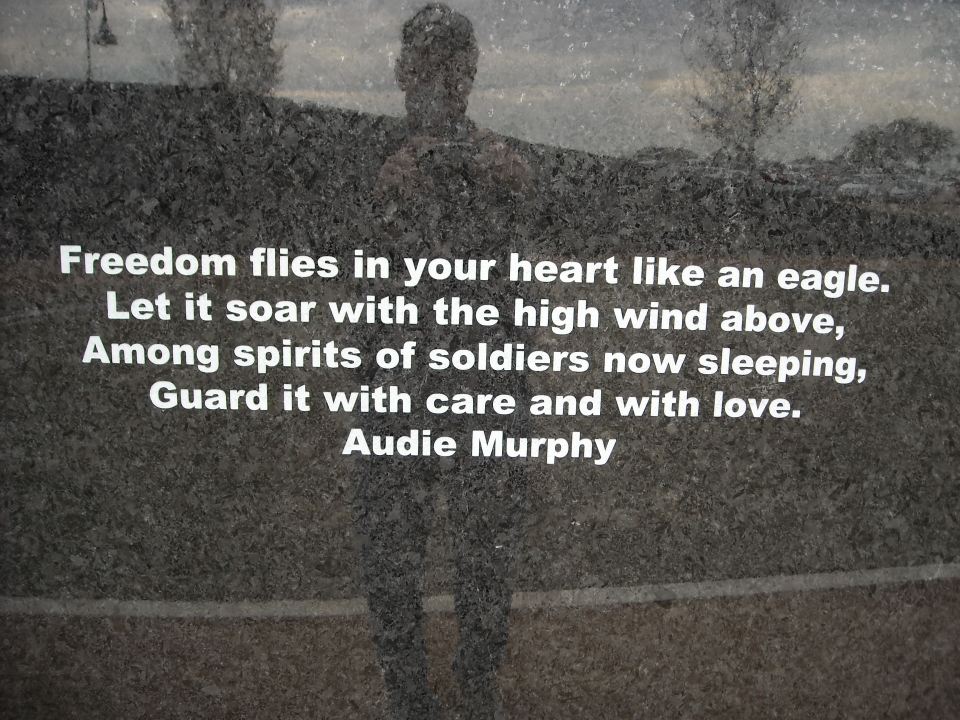 Freedom flies in your heart like an eagle.
Let it soar with the high wind above,
Among spirits of soldiers now sleeping,
Guard it with care and with love.
Audie Murphy